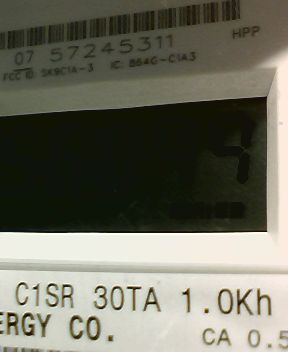 HPP
07 57245311
FCC ID: SK9C1A-3 IC: 864G-C1A3
C1SR 30TA 1.0Kh
ERGY CO.
CA 0.5